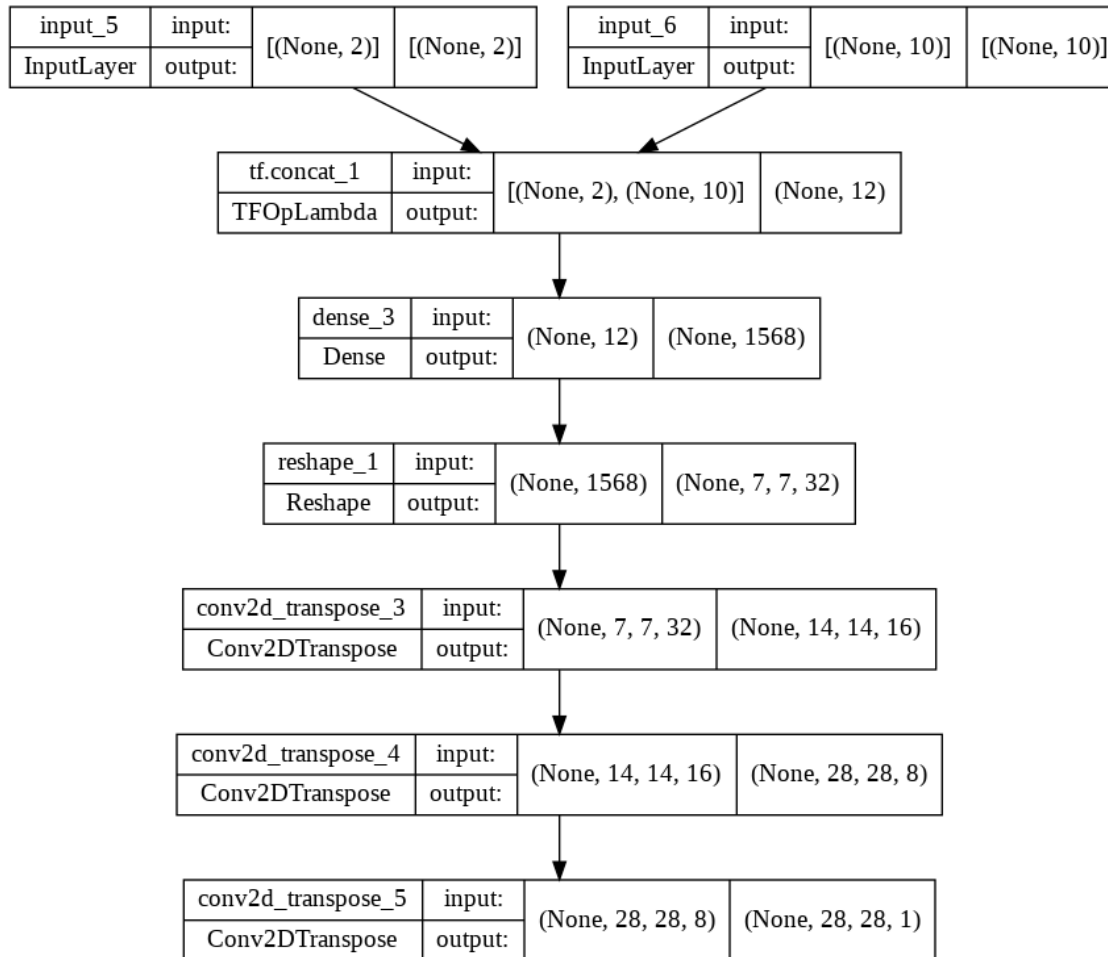 input_5 input: [(None, 2)] [(None, 2)]
InputLayer output:
input_6 input: [(None, 10)] [(None, 10)]
InputLayer output:
tf.concat_1 input: [(None, 2), (None, 10)] (None, 12)
TFOpLambda output:
dense_3 input: (None, 12) (None, 1568)
Dense output:
reshape_1 input: (None, 1568) (None, 7, 7, 32)
Reshape output:
conv2d_transpose_3 input: (None, 7, 7, 32) (None, 14, 14, 16)
Conv2DTranspose output:
conv2d_transpose_4 input: (None, 14, 14, 16) (None, 28, 28, 8)
Conv2DTranspose output:
conv2d_transpose_5 input: (None, 28, 28, 8) (None, 28, 28, 1)
Conv2DTranspose output: